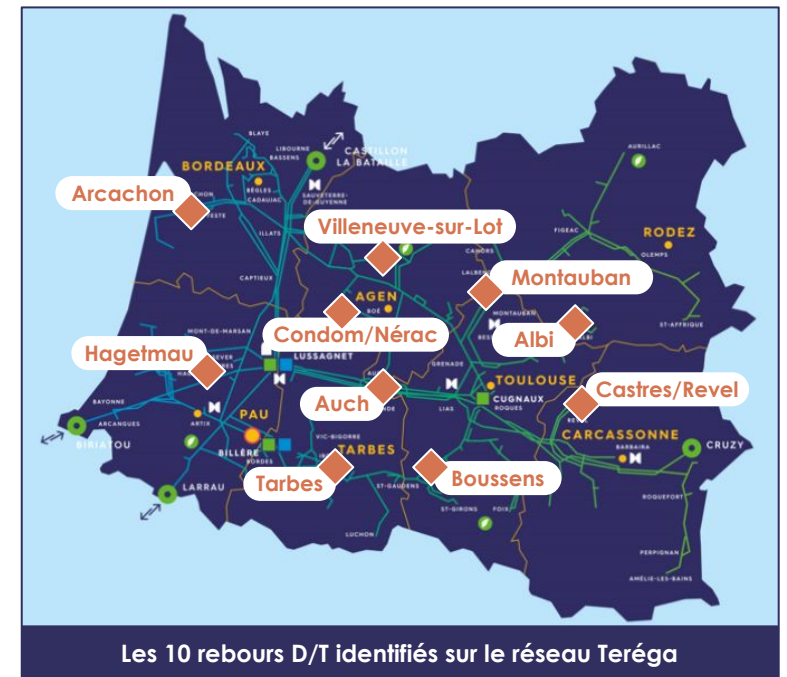 BLAYE
LIBOURNE
BASSENS
CASTILLON
LA BATAILLE
AURILLAC
BORDEAUX
BÈGLES
CADAUJAC
SAUVETERRE-
DE-GUYENNE
Arcachon
Villeneuve-sur-Lot
ILLATS
FIGEAC
RODEZ
OLEMPS
CAHORS
CAPTIEUX
Montauban
AGEN
BOÉ
ST-AFFRIQUE
MONTAUBAN
Condom/Nérac
Albi
MONT-DE-MARSAN
Hagetmau
LUSSAGNET
GRENADE
TOULOUSE
Castres/Revel
BAYONNE
ARCANGUES
Auch
LIAS
CUGNAUX
ROQUES
ARTIX
PAU
CARCASSONNE
BARBAIRA
CRUZY
BIRIATOU
VIC-BIGORRE
BILLÈRE
BORDES
TARBES
LARRAU
Tarbes
ST-GAUDENS
Boussens
ROQUEFORT
ST-GIRONS
FOIX
LUCHON
PERPIGNAN
AMÉLIE-LES-BAINS
Les 10 rebours D/T identifiés sur le réseau Teréga